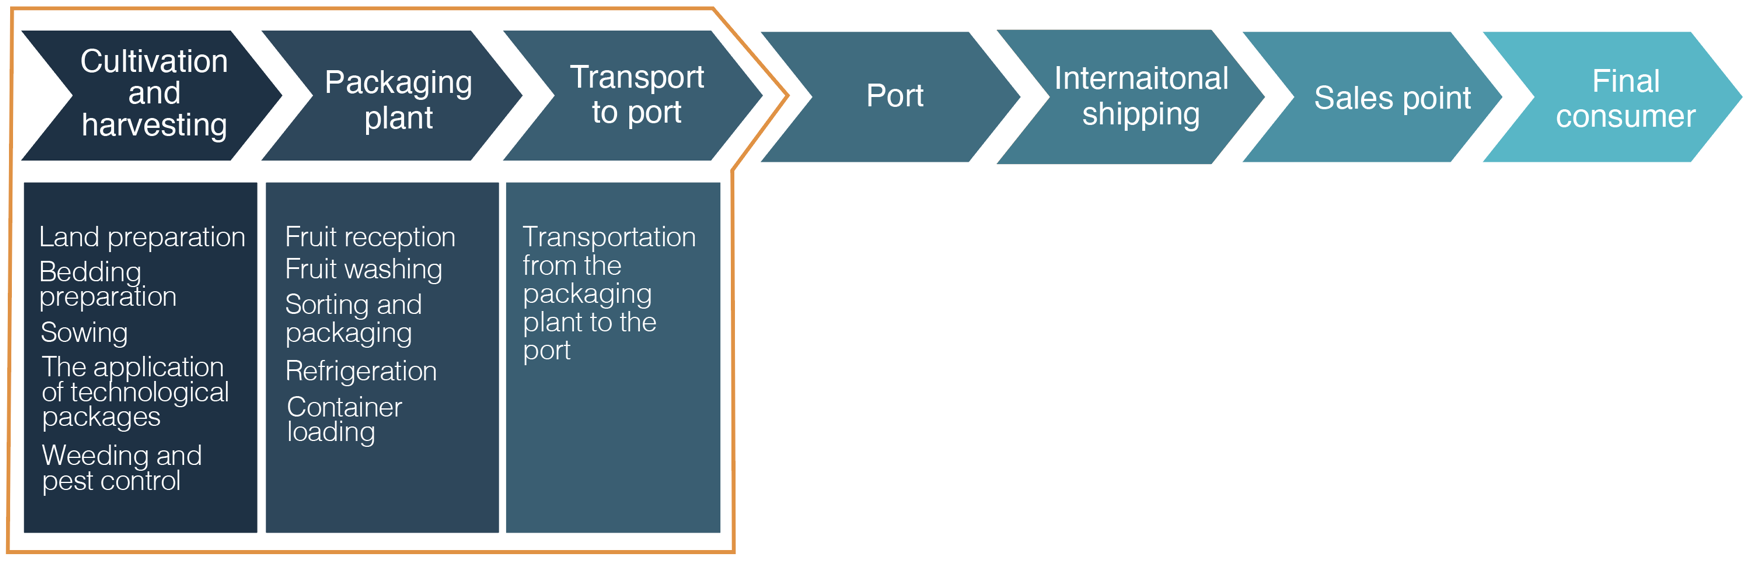 Cultivation
and
harvesting
Packaging
plant
Transport
to port
Port
Internaitonal
shipping
Sales point
Final
consumer
Land preparation
Bedding
preparation
Sowing
The application
of technological
packages
Weeding and
pest control
Fruit reception
Fruit washing
Sorting and
packaging
Refrigeration
Container
loading
Transportation
from the
packaging
plant to the
port